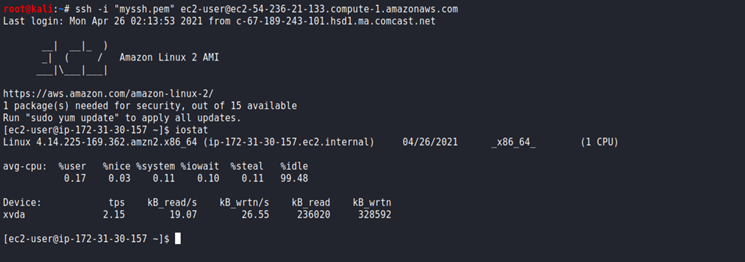 root@kali:~# ssh -i "myssh.pem" ec2-user@ec2-54-236-21-133.compute-1.amazonaws.com
Last login: Mon Apr 26 02:13:53 2021 from c-67-189-243-101.hsd1.ma.comcast.net
       __|  __|_  )
       _|  (     /   Amazon Linux 2 AMI
      ___|\___|___|
https://aws.amazon.com/amazon-linux-2/
1 package(s) needed for security, out of 15 available
Run "sudo yum update" to apply all updates.
[ec2-user@ip-172-31-30-157 ~]$ iostat
Linux 4.14.225-169.362.amzn2.x86_64 (ip-172-31-30-157.ec2.internal)     04/26/2021      _x86_64_        (1 CPU)
avg-cpu:  %user   %nice %system %iowait  %steal   %idle
           0.17    0.03    0.11    0.10    0.11   99.48
Device:            tps    kB_read/s    kB_wrtn/s    kB_read    kB_wrtn
xvda              2.15        19.07        26.55     236020     328592
[ec2-user@ip-172-31-30-157 ~]$